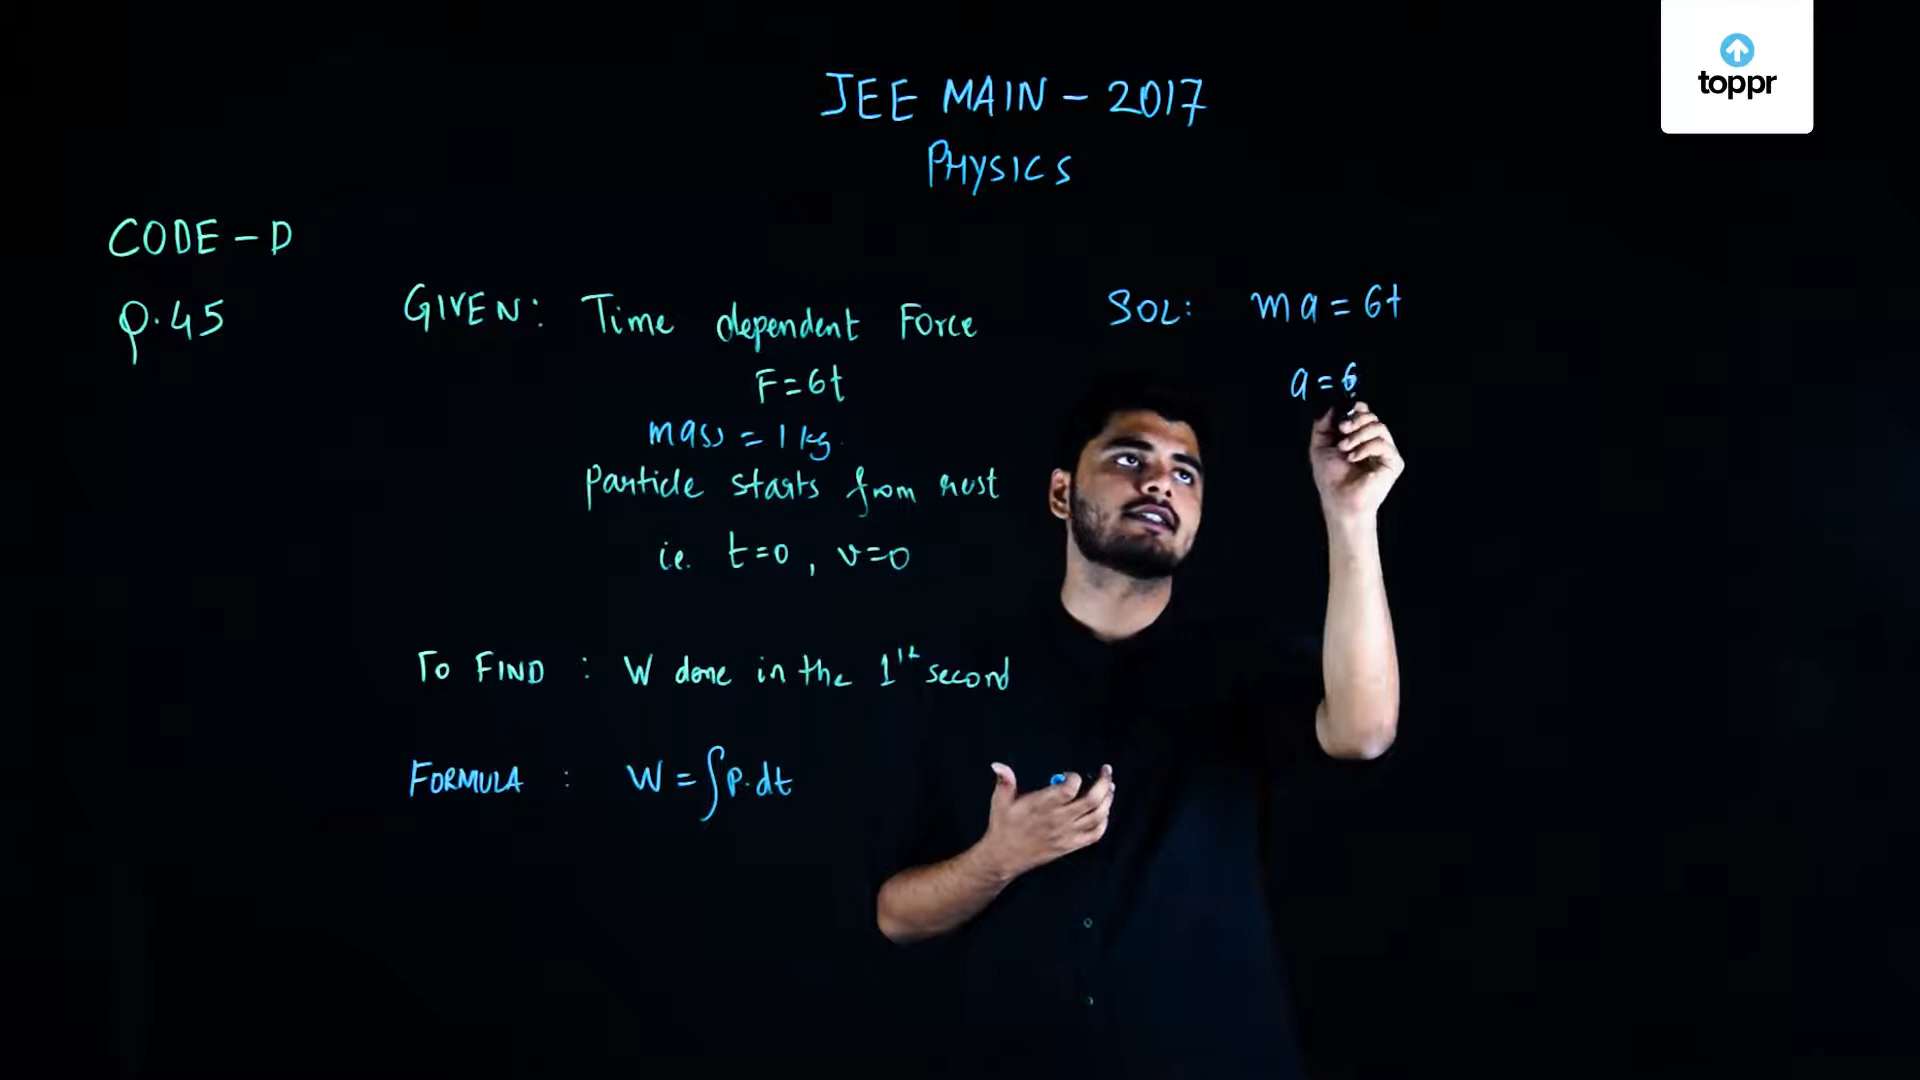 toppr
JEE MAIN - 2017
PHYSICS
CODE - D
Q.45
GIVEN: Time dependent Force
F=6t
mass = 1 kg.
Particle starts from rest
i.e. t=0, v=0
TO FIND : W done in the 1st second
FORMULA : W = ∫P.dt
SOL: ma = 6t
a = 6